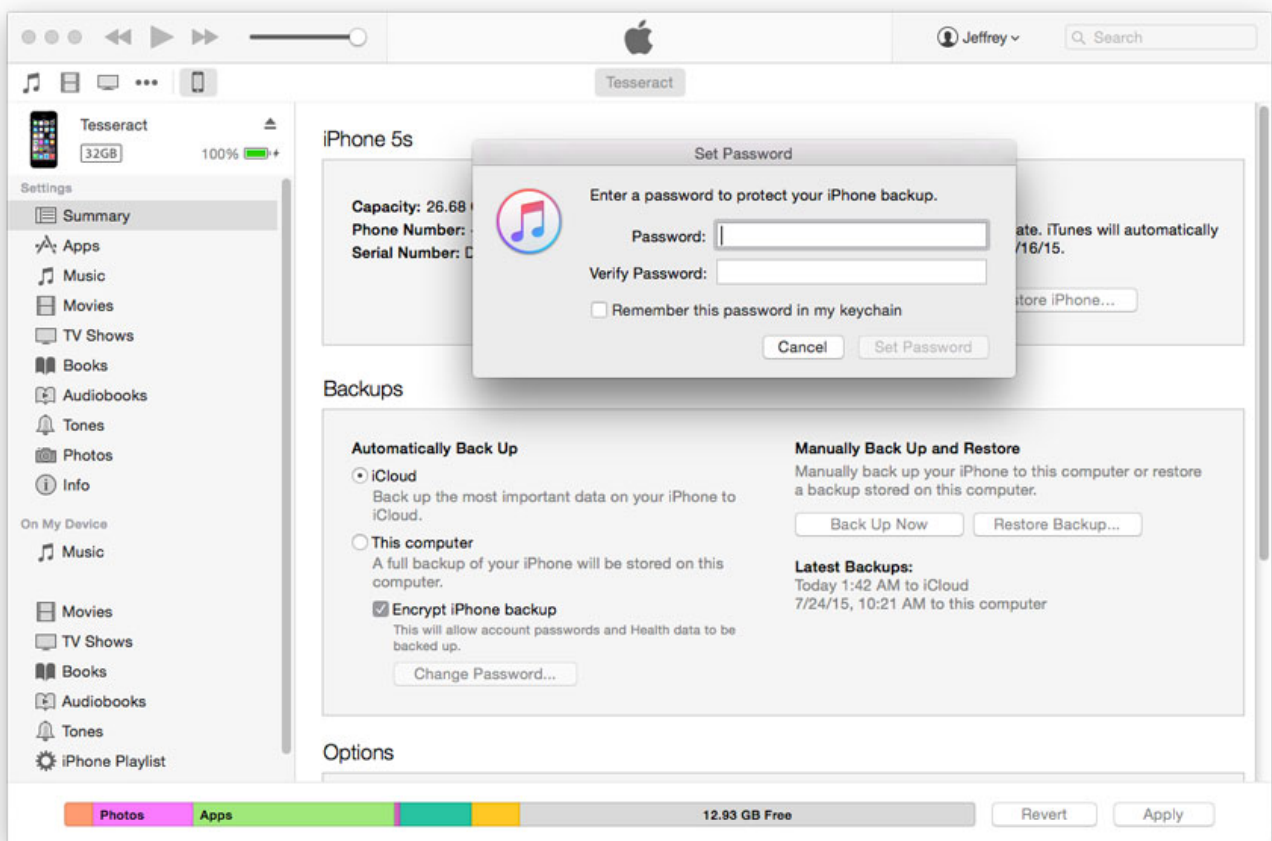 Jeffrey
Search
Tesseract
Tesseract
32GB
100%
Settings
Summary
Apps
Music
Movies
TV Shows
Books
Audiobooks
Tones
Photos
Info
On My Device
Music
Movies
TV Shows
Books
Audiobooks
Tones
iPhone Playlist
iPhone 5s
Capacity: 26.68
Phone Number:
Serial Number:
ate. iTunes will automatically
/16/15.
store iPhone...
Set Password
Enter a password to protect your iPhone backup.
Password:
Verify Password:
Remember this password in my keychain
Cancel
Set Password
Backups
Automatically Back Up
iCloud
Back up the most important data on your iPhone to
iCloud.
This computer
A full backup of your iPhone will be stored on this
computer.
Encrypt iPhone backup
This will allow account passwords and Health data to be
backed up.
Change Password...
Manually Back Up and Restore
Manually back up your iPhone to this computer or restore
a backup stored on this computer.
Back Up Now
Restore Backup...
Latest Backups:
Today 1:42 AM to iCloud
7/24/15, 10:21 AM to this computer
Options
Photos
Apps
12.93 GB Free
Revert
Apply